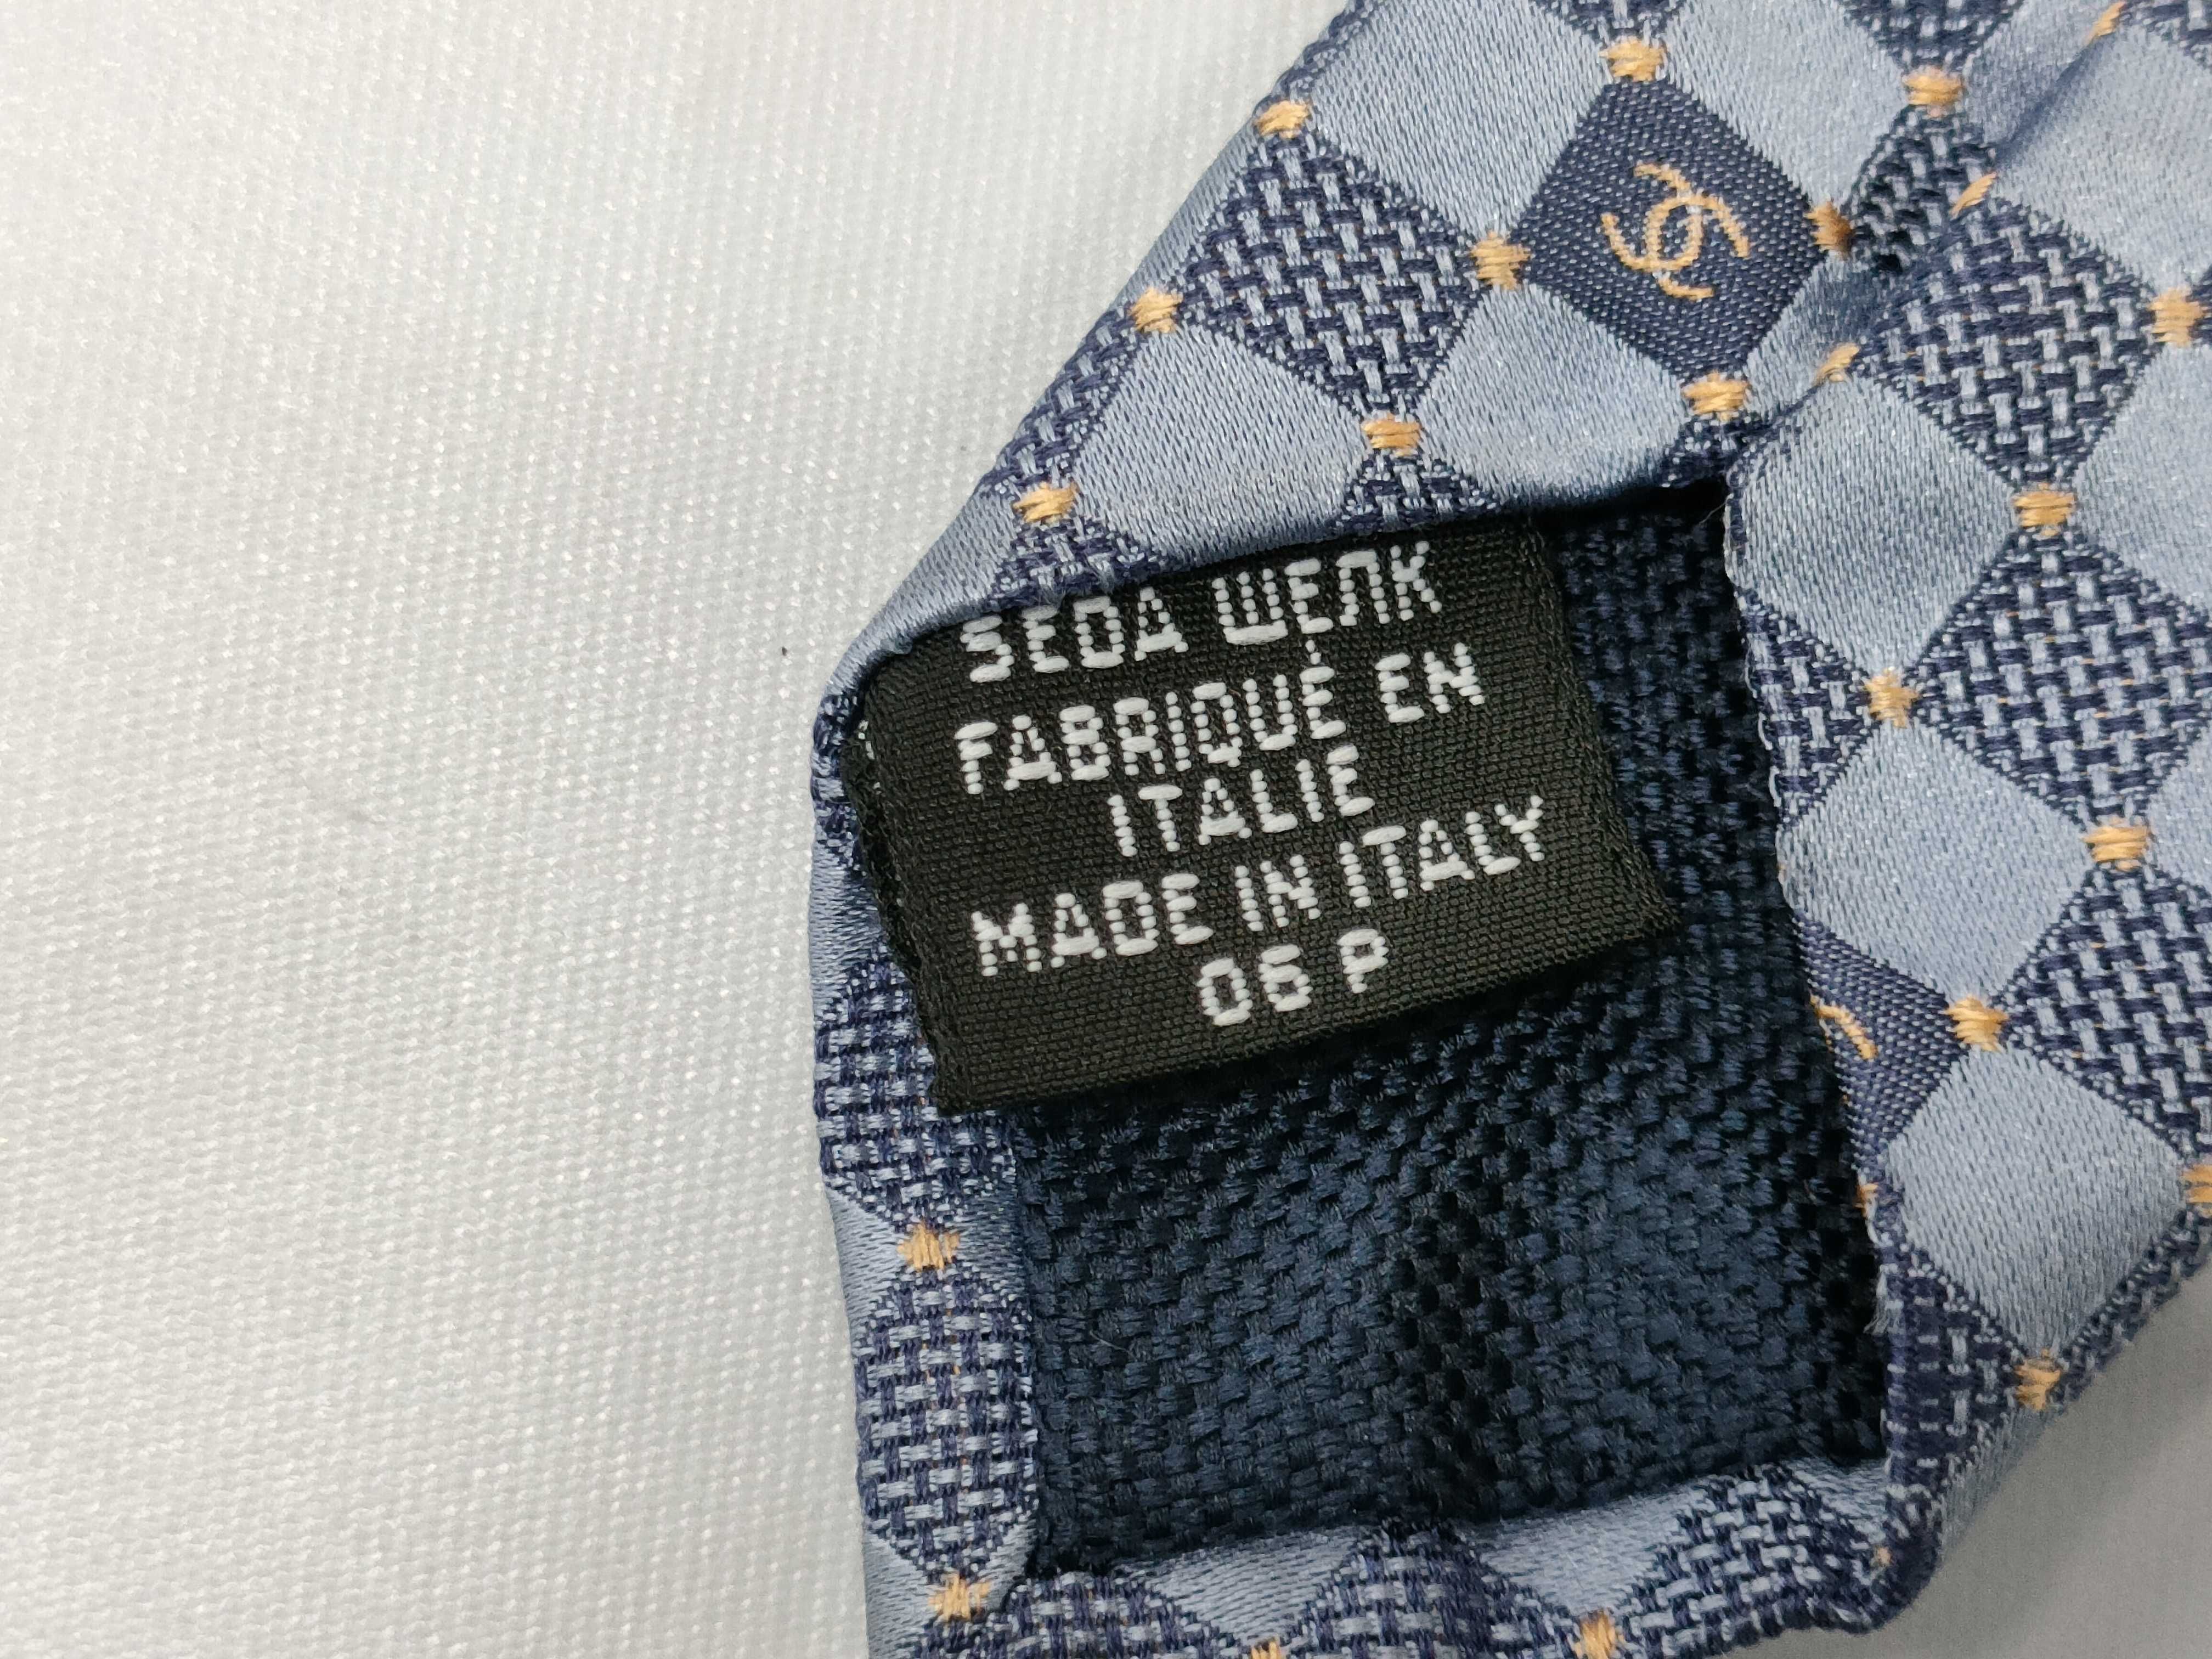 SEDA ШЕЛК
FABRIQUÉ EN
ITALIE
MADE IN ITALY
06 P